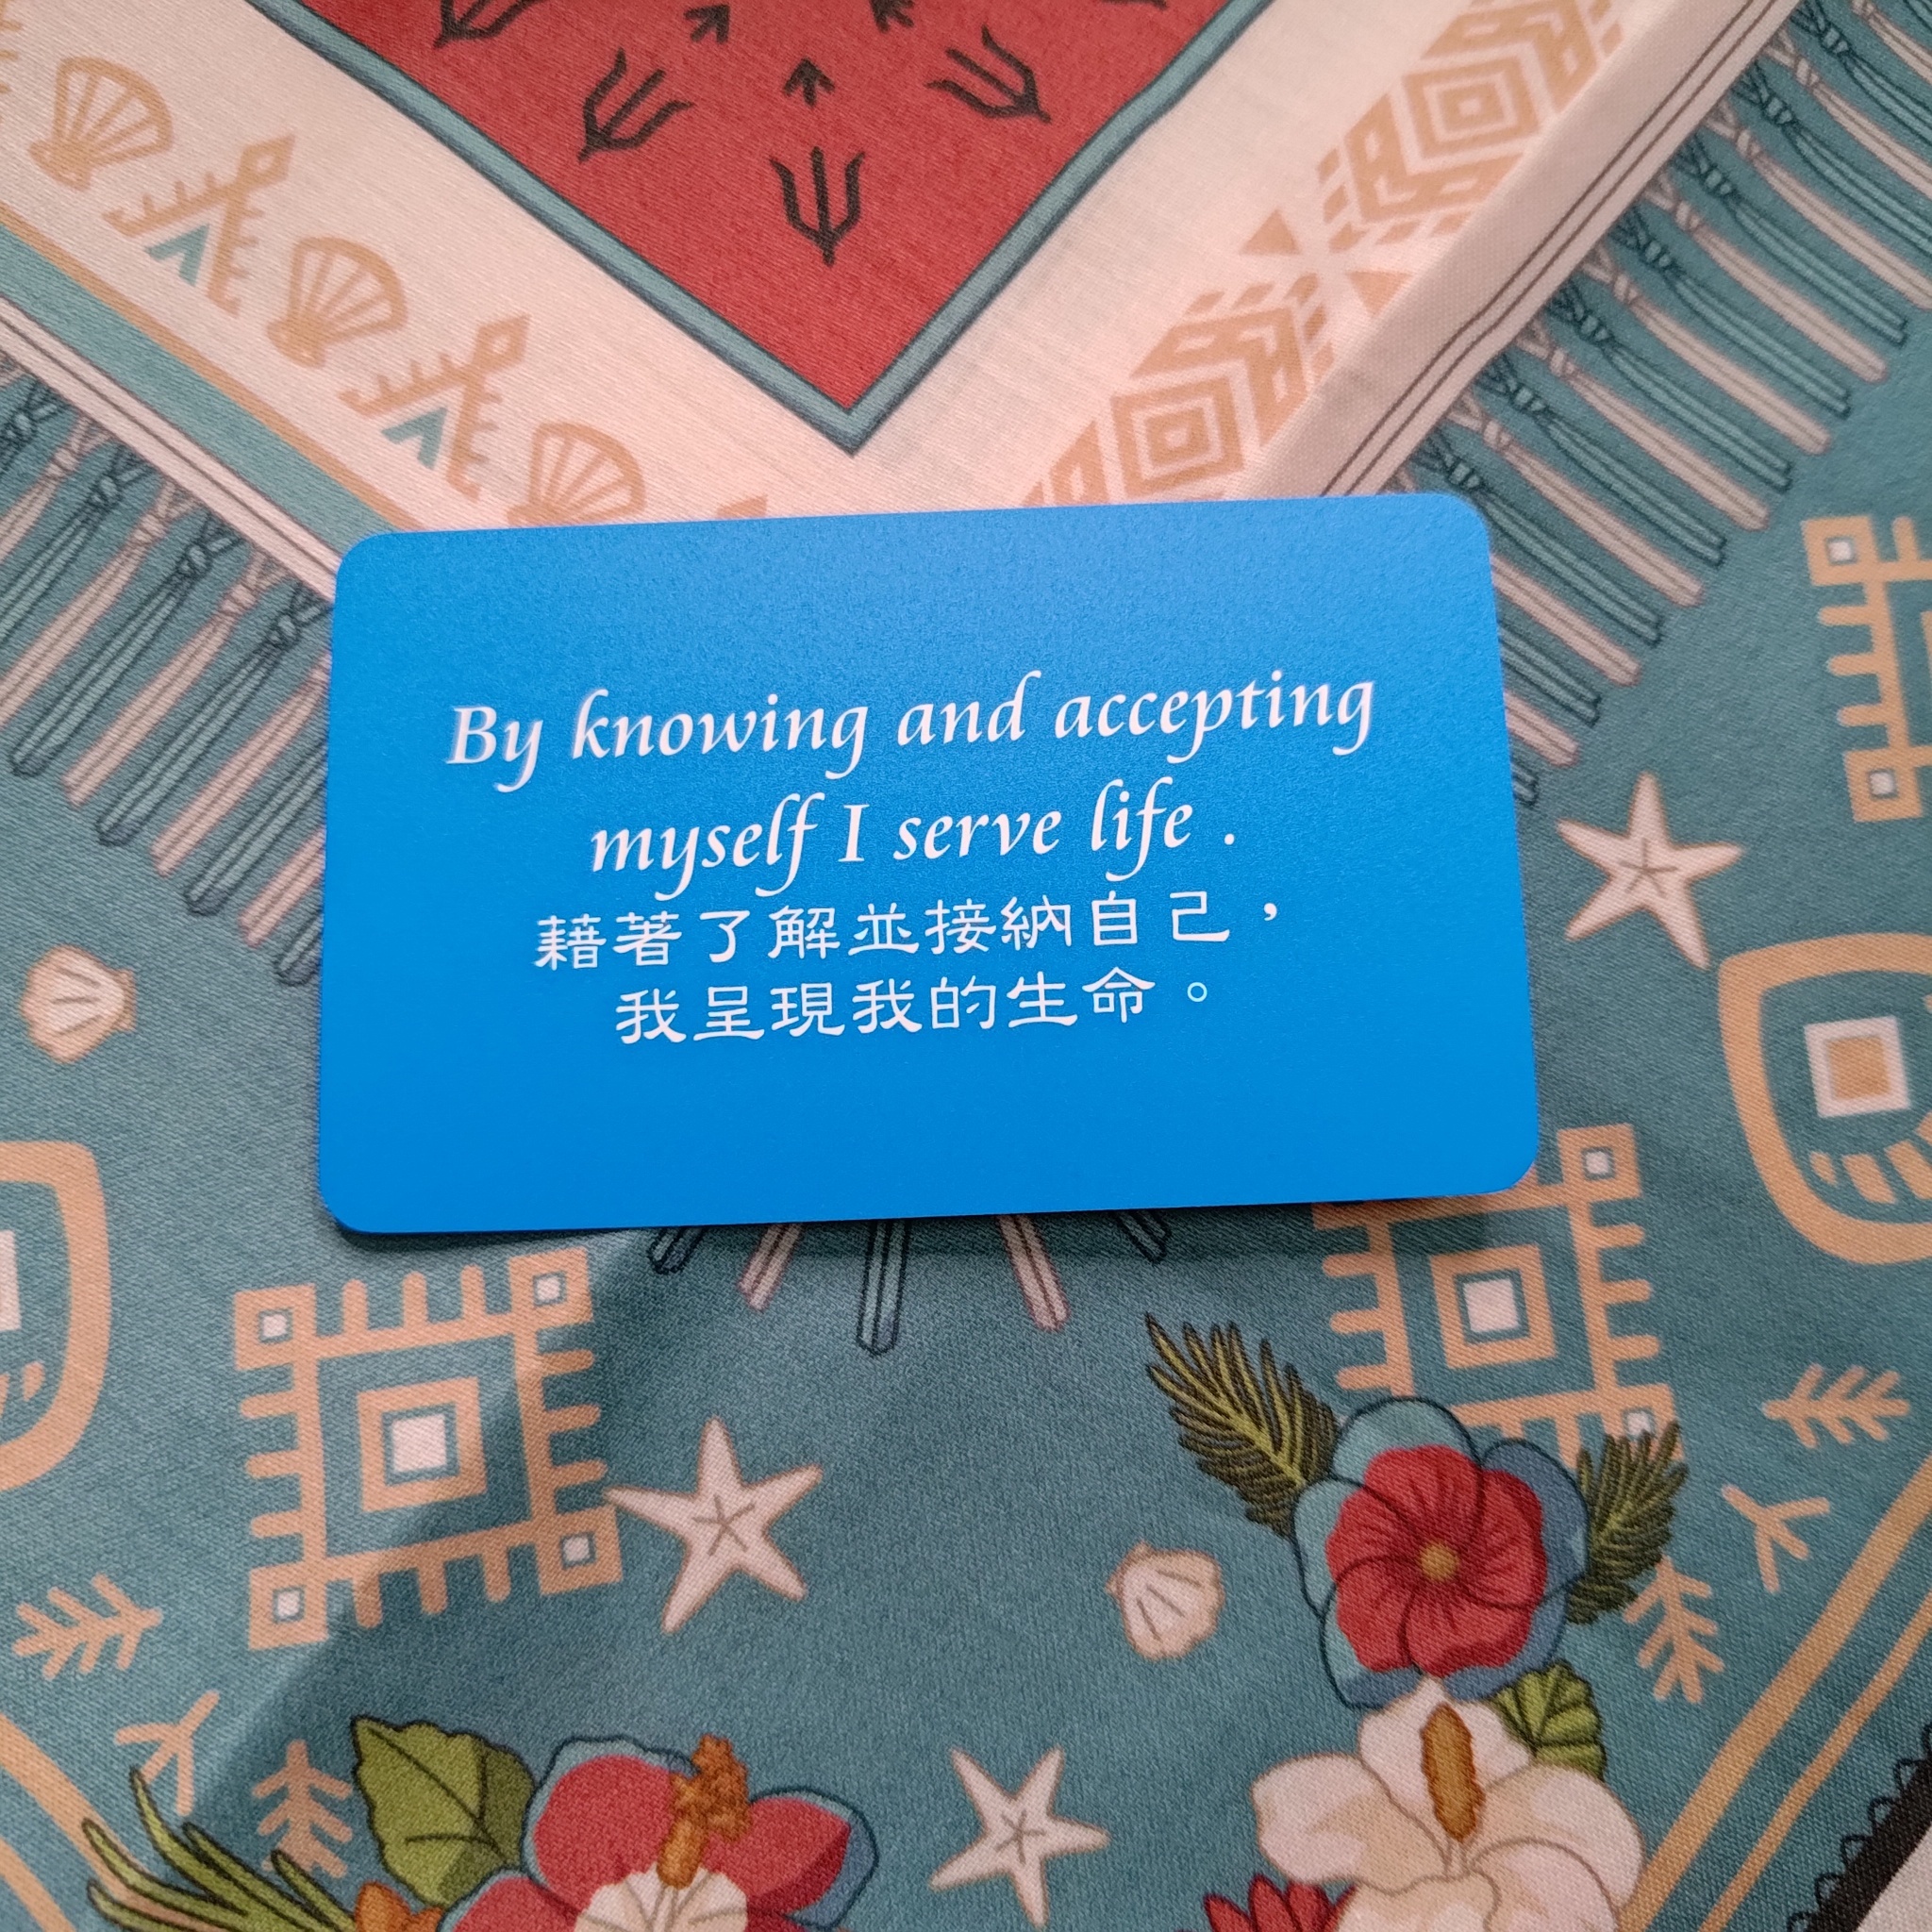 By knowing and accepting
myself I serve life .
藉著了解並接納自己，
我呈現我的生命。